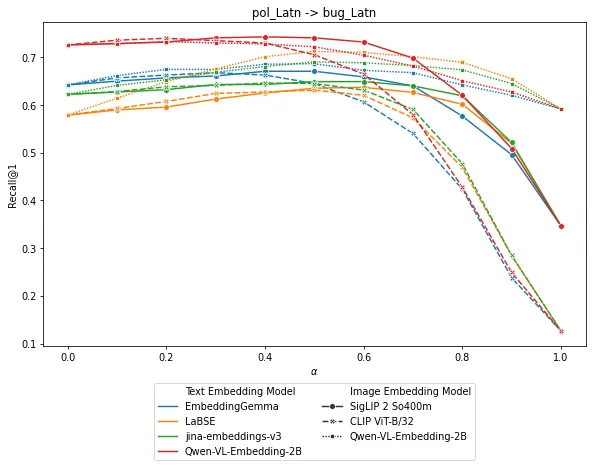 pol_Latn -> bug_Latn
Recall@1
0.7
0.6
0.5
0.4
0.3
0.2
0.1
0.0 0.2 0.4 0.6 0.8 1.0
α
Text Embedding Model Image Embedding Model
EmbeddingGemma SigLIP 2 So400m
LaBSE CLIP ViT-B/32
jina-embeddings-v3 Qwen-VL-Embedding-2B
Qwen-VL-Embedding-2B